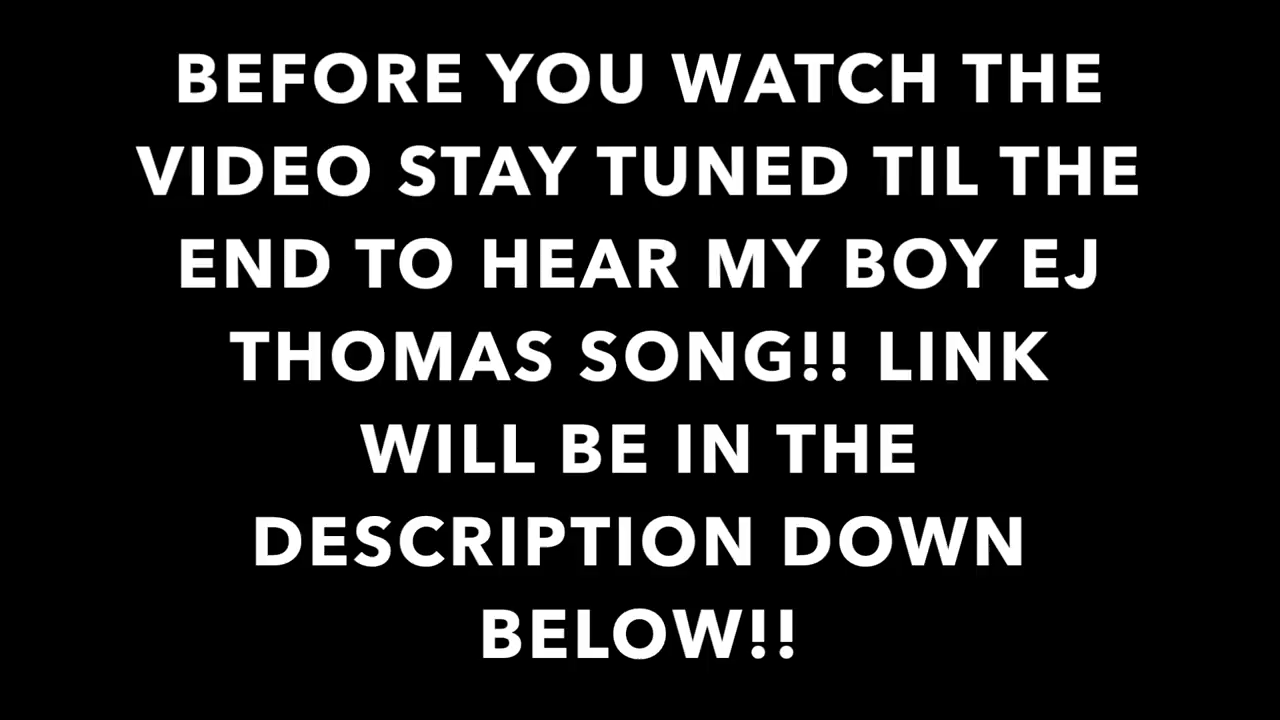 BEFORE YOU WATCH THE
VIDEO STAY TUNED TIL THE
END TO HEAR MY BOY EJ
THOMAS SONG!! LINK
WILL BE IN THE
DESCRIPTION DOWN
BELOW!!